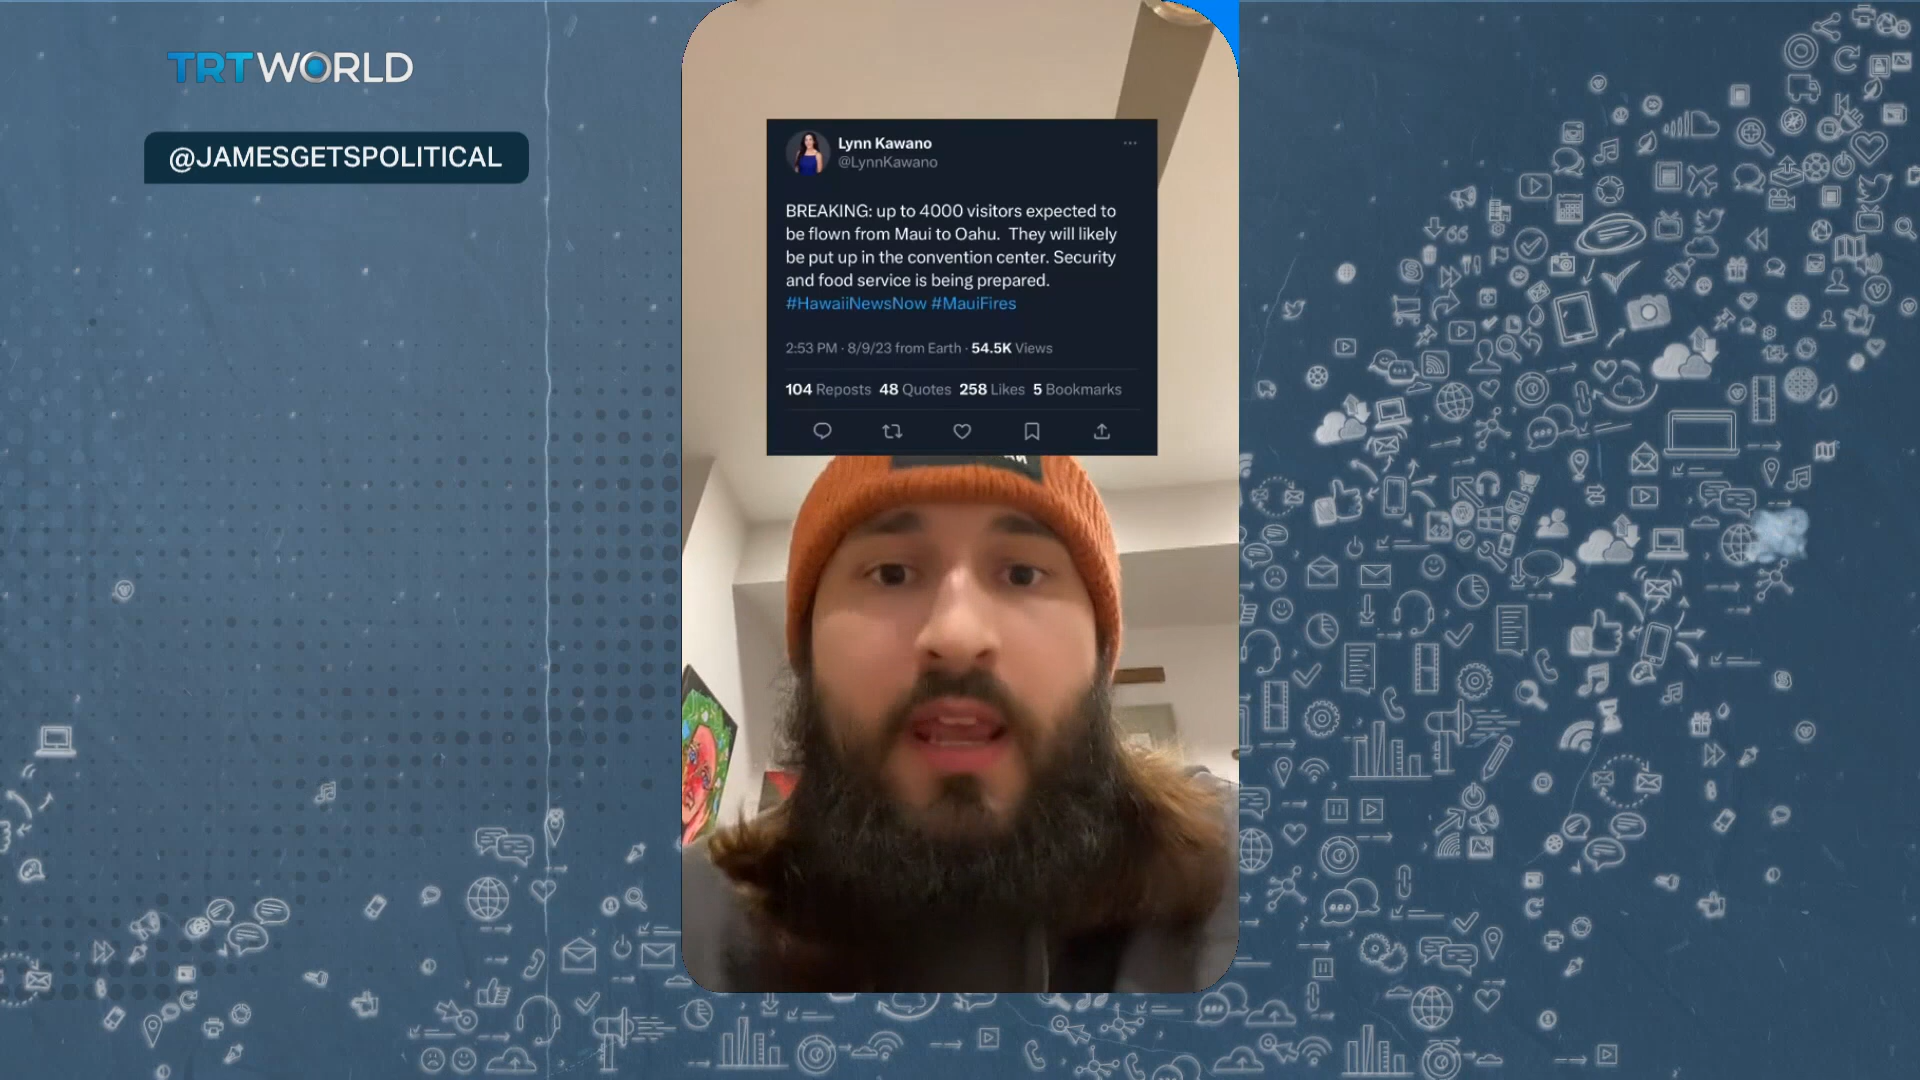 TRT WORLD
@JAMESGETSPOLITICAL
Lynn Kawano
@LynnKawano
BREAKING: up to 4000 visitors expected to
be flown from Maui to Oahu.  They will likely
be put up in the convention center. Security
and food service is being prepared.
#HawaiiNewsNow #MauiFires
2:53 PM · 8/9/23 from Earth · 54.5K Views
104 Reposts 48 Quotes 258 Likes 5 Bookmarks